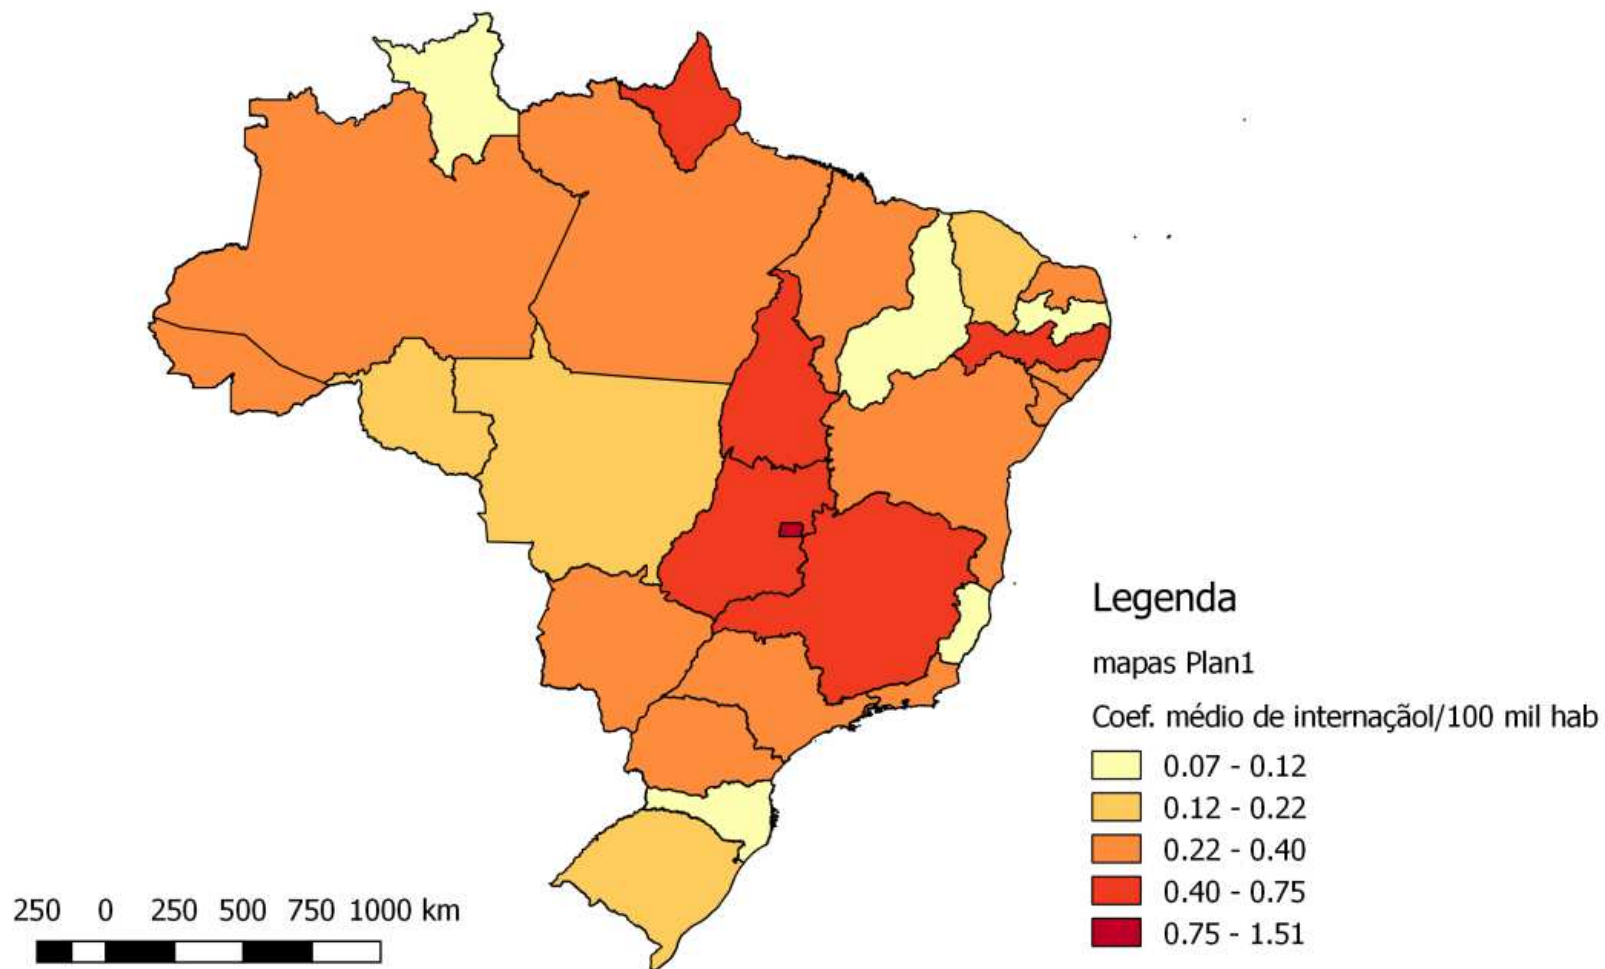 Legenda
mapas Plan1
Coef. médio de internaçãol/100 mil hab
0.07 - 0.12
0.12 - 0.22
0.22 - 0.40
0.40 - 0.75
0.75 - 1.51
250 0 250 500 750 1000 km